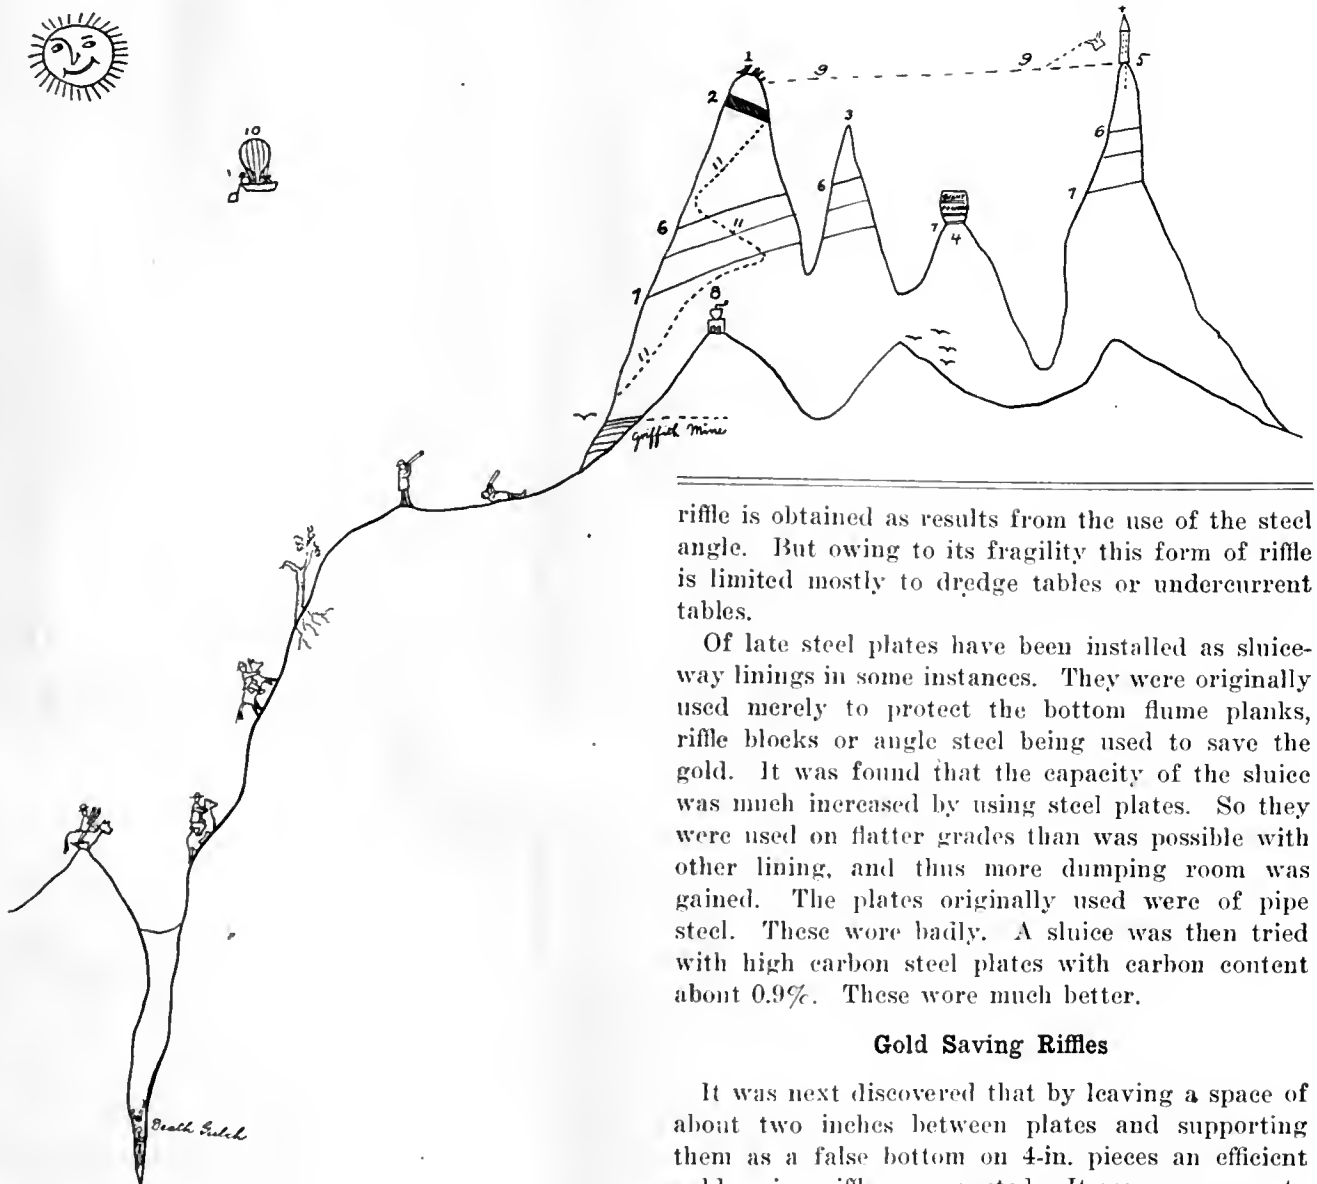 1
9
9
5
2
10
3
11
6
6
6
7
11
7
4
7
8
11
Griffith Mine
Death Gulch
riffle is obtained as results from the use of the steel
angle. But owing to its fragility this form of riffle
is limited mostly to dredge tables or undercurrent
tables.
Of late steel plates have been installed as sluice-
way linings in some instances. They were originally
used merely to protect the bottom flume planks,
riffle blocks or angle steel being used to save the
gold. It was found that the capacity of the sluice
was much increased by using steel plates. So they
were used on flatter grades than was possible with
other lining, and thus more dumping room was
gained. The plates originally used were of pipe
steel. These wore badly. A sluice was then tried
with high carbon steel plates with carbon content
about 0.9%. These wore much better.
Gold Saving Riffles
It was next discovered that by leaving a space of
about two inches between plates and supporting
them as a false bottom on 4-in. pieces an efficient